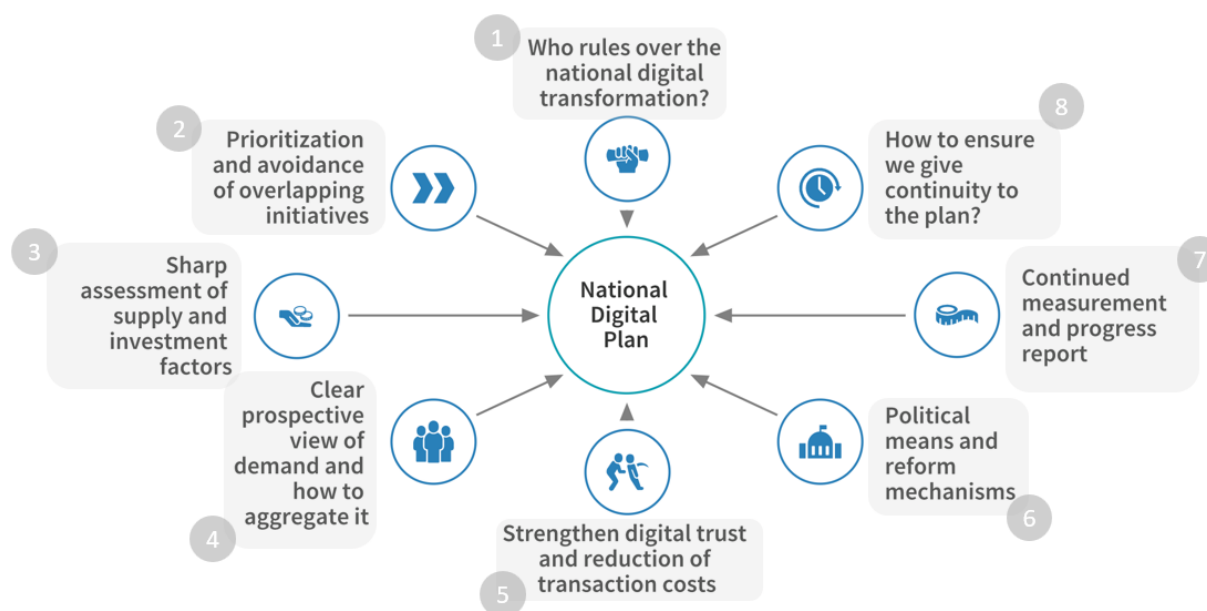 1
Who rules over the
national digital
transformation?
2
Prioritization
and avoidance
of overlapping
initiatives
3
Sharp
assessment of
supply and
investment
factors
4
Clear
prospective
view of
demand and
how to
aggregate it
5
Strengthen digital trust
and reduction of
transaction costs
6
Political
means and
reform
mechanisms
7
Continued
measurement
and progress
report
8
How to ensure
we give
continuity to
the plan?
National
Digital
Plan